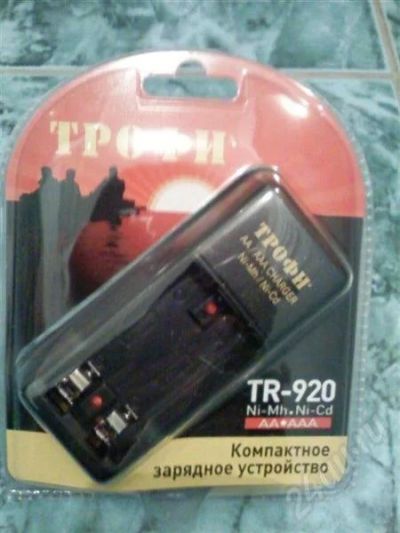 ТРОФИ
ТРОФИ
AA/AAA CHARGER
Ni-Mh/Ni-Cd
TR-920
Ni-Mh.Ni-Cd
AA•AAA
Компактное
зарядное устройство